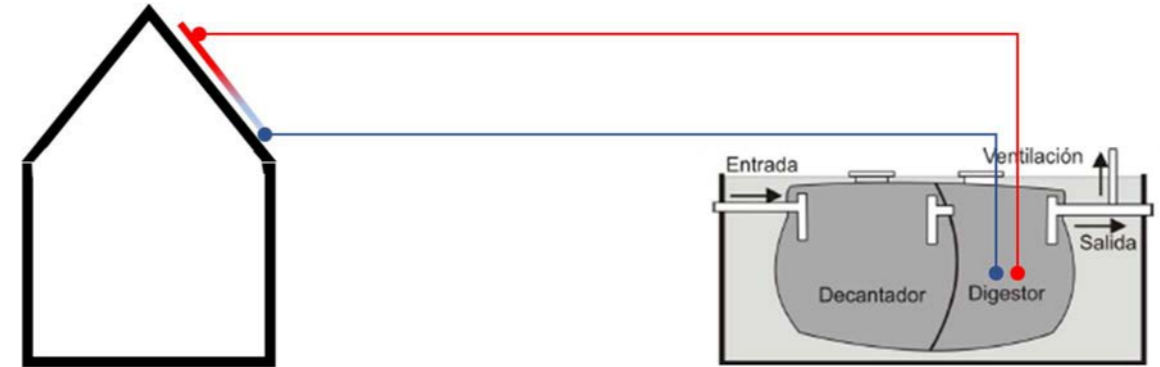 Entrada
Ventilación
Salida
Decantador
Digestor